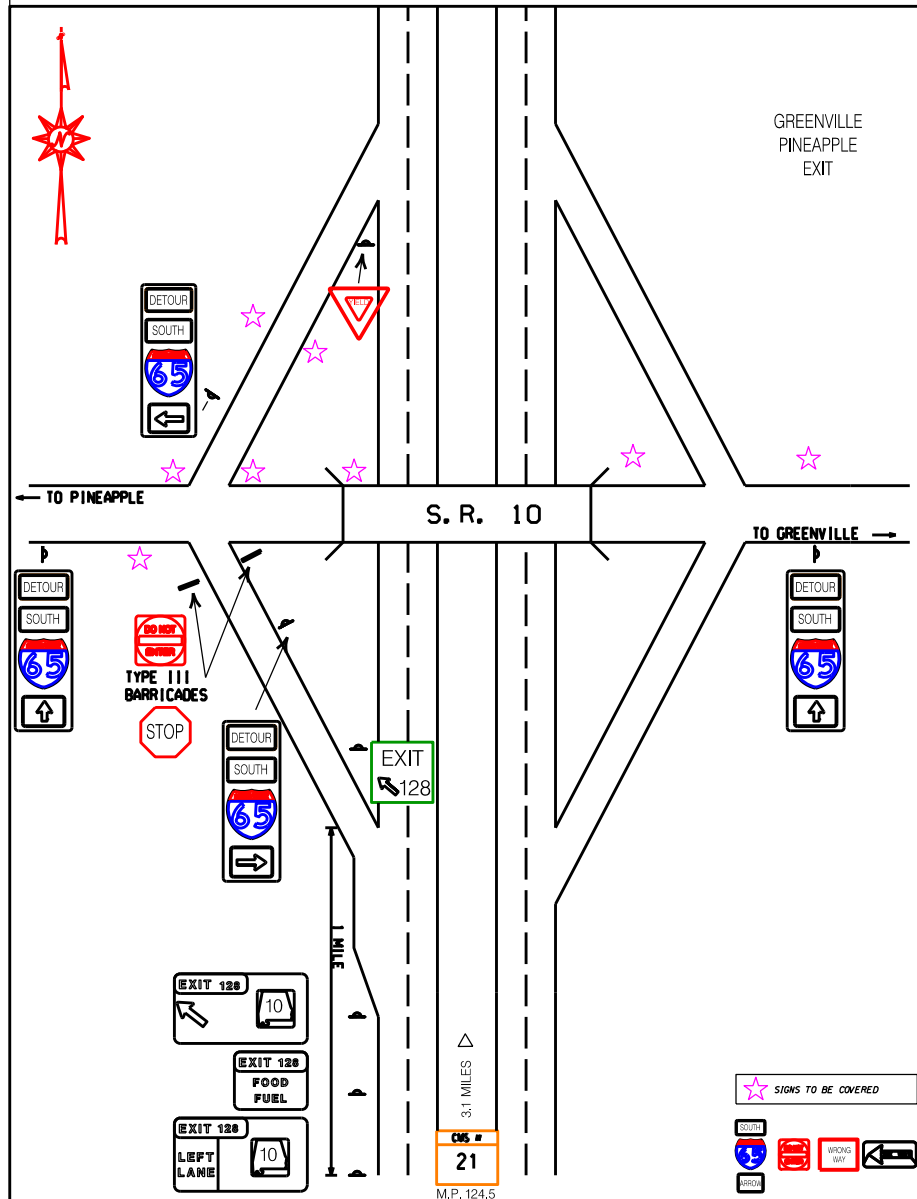 GREENVILLE
PINEAPPLE
EXIT
N
DETOUR
SOUTH
65
YIELD
TO PINEAPPLE
S. R. 10
TO GREENVILLE
DETOUR
SOUTH
65
DO NOT
ENTER
TYPE III
BARRICADES
STOP
DETOUR
SOUTH
65
DETOUR
SOUTH
65
EXIT
128
1 MILE
EXIT 128
10
EXIT 128
FOOD
FUEL
EXIT 128
LEFT
LANE
10
3.1 MILES
CMS #
21
M.P. 124.5
SIGNS TO BE COVERED
SOUTH
65
ARROW
WRONG
WAY